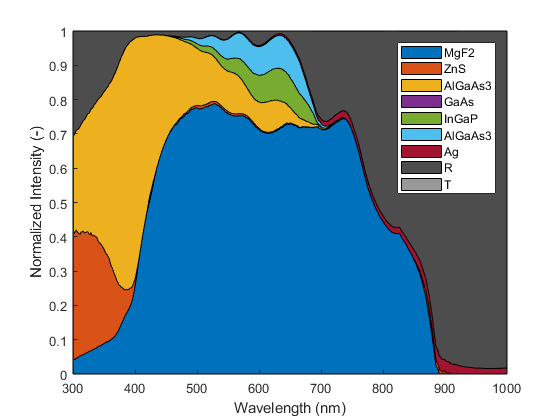 1
0.9
0.8
0.7
0.6
0.5
0.4
0.3
0.2
0.1
0
Normalized Intensity (-)
MgF2
ZnS
AlGaAs3
GaAs
InGaP
AlGaAs3
Ag
R
T
300 400 500 600 700 800 900 1000
Wavelength (nm)